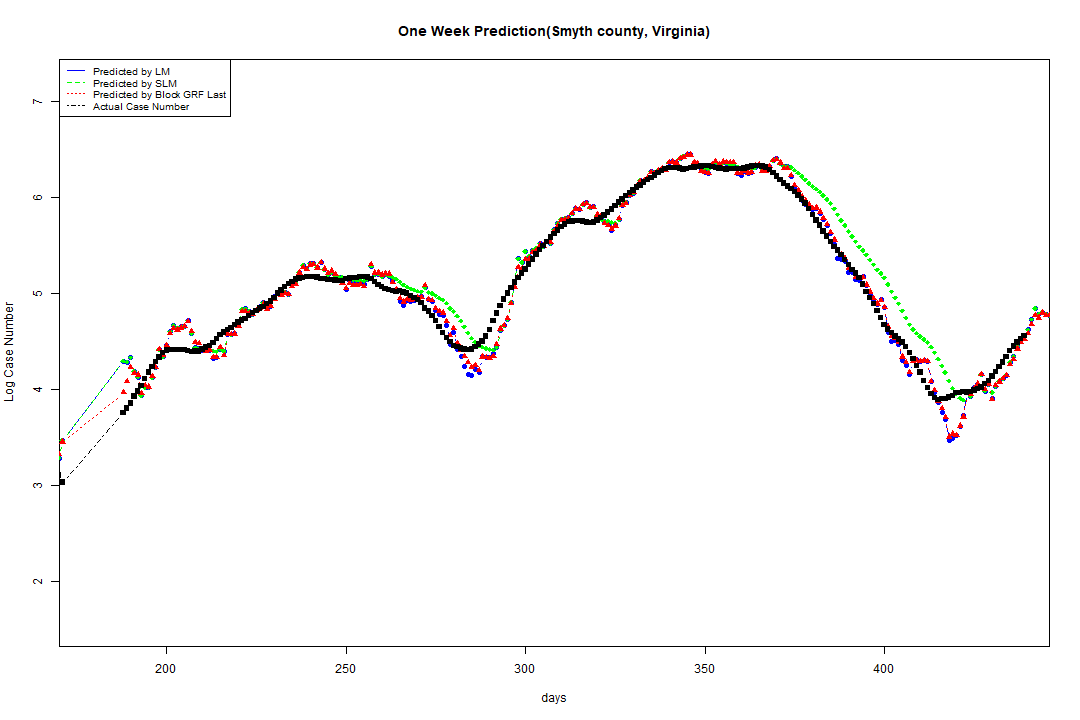 One Week Prediction(Smyth county, Virginia)
Predicted by LM
Predicted by SLM
Predicted by Block GRF Last
Actual Case Number
7
6
5
4
3
2
Log Case Number
200
250
300
350
400
days